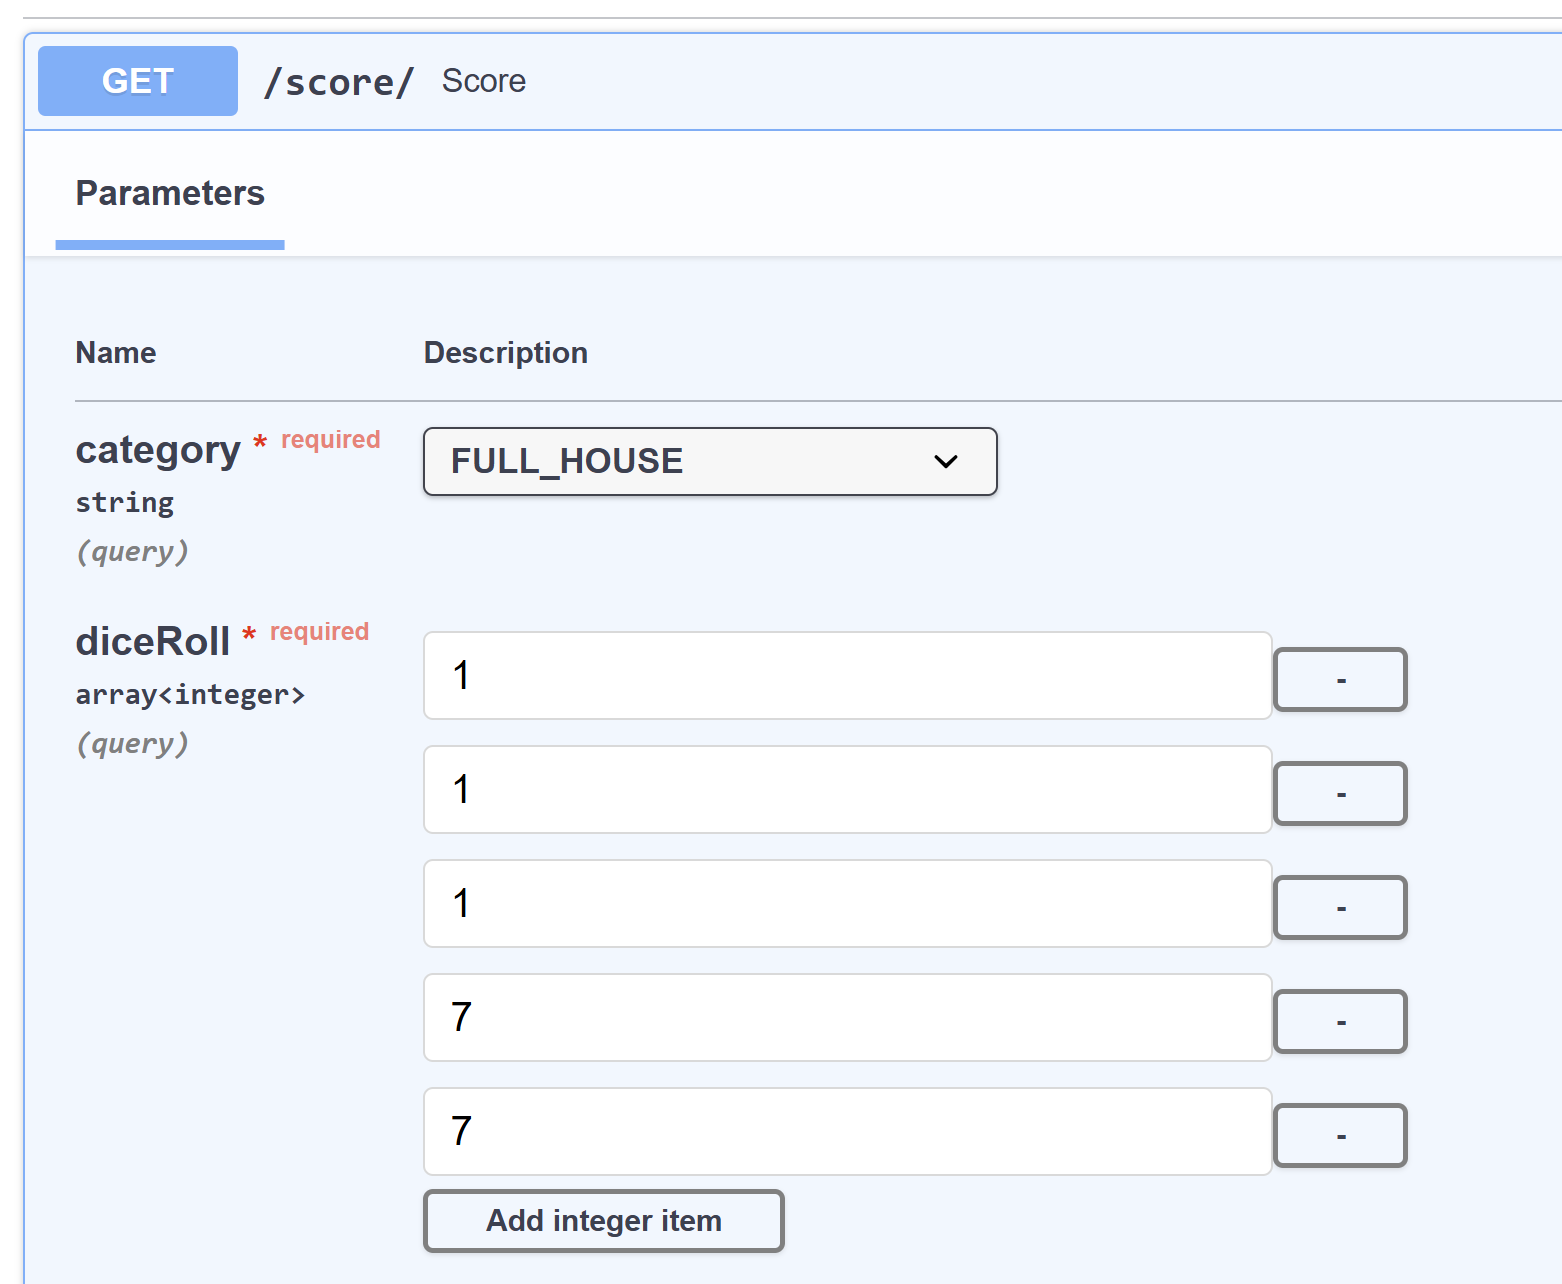 GET /score/ Score
Parameters
Name Description
category * required FULL_HOUSE
string
(query)
diceRoll * required
array<integer>
(query)
1 -
1 -
1 -
7 -
7 -
Add integer item